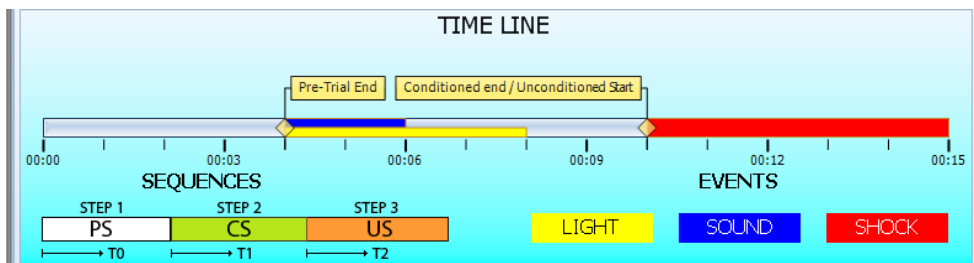 TIME LINE
Pre-Trial End
Conditioned end / Unconditioned Start
00:00 00:03 00:06 00:09 00:12 00:15
SEQUENCES
EVENTS
STEP 1 STEP 2 STEP 3
PS CS US
T0 T1 T2
LIGHT SOUND SHOCK